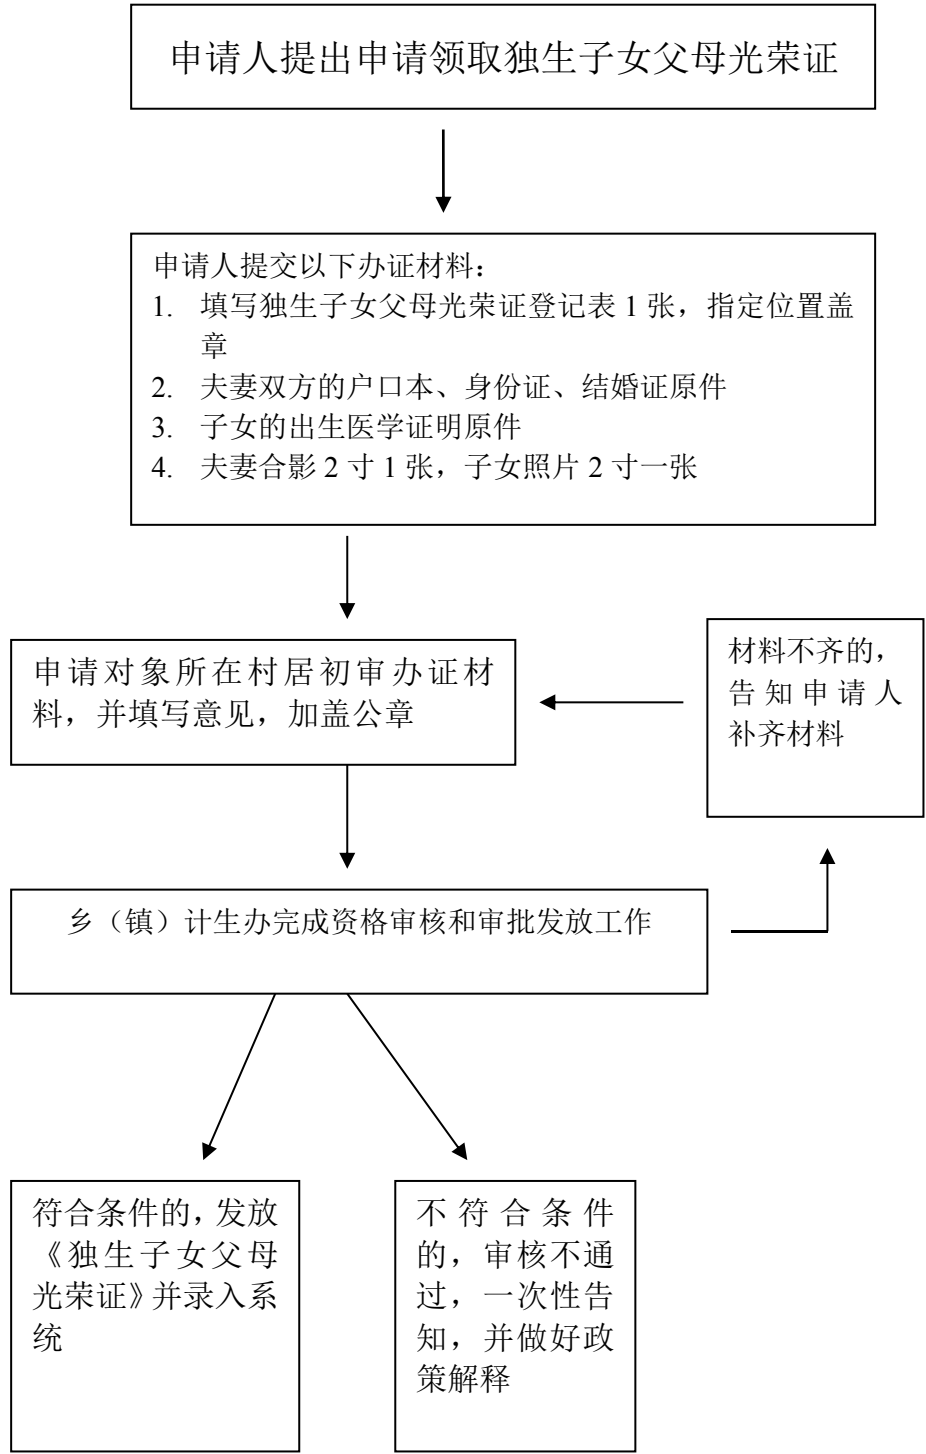 申请人提出申请领取独生子女父母光荣证
申请人提交以下办证材料：
1. 填写独生子女父母光荣证登记表 1 张，指定位置盖
章
2. 夫妻双方的户口本、身份证、结婚证原件
3. 子女的出生医学证明原件
4. 夫妻合影 2 寸 1 张，子女照片 2 寸一张
申请对象所在村居初审办证材
料，并填写意见，加盖公章
材料不齐的，
告知申请人
补齐材料
乡（镇）计生办完成资格审核和审批发放工作
符合条件的，发放
《独生子女父母
光荣证》并录入系
统
不符合条件
的，审核不通
过，一次性告
知，并做好政
策解释